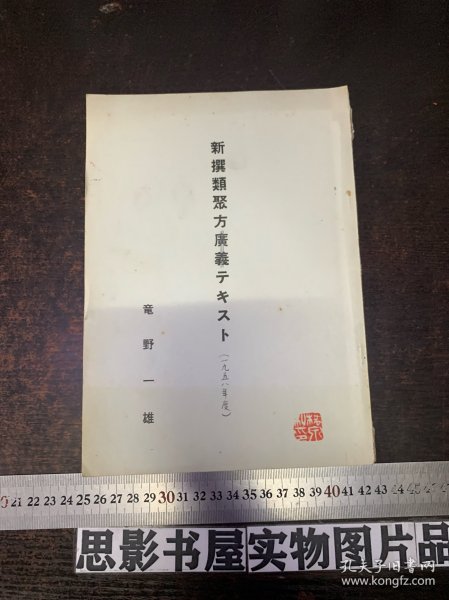 新撰類聚方廣義テキスト(一九五八年度)
竜野一雄
21 22 23 24 25 26 27 28 29 30 31 32 33 34 35 36 37 38 39 40 41 42 43 44 45
思影书屋实物图片品
孔夫子旧书网
www.kongfz.com